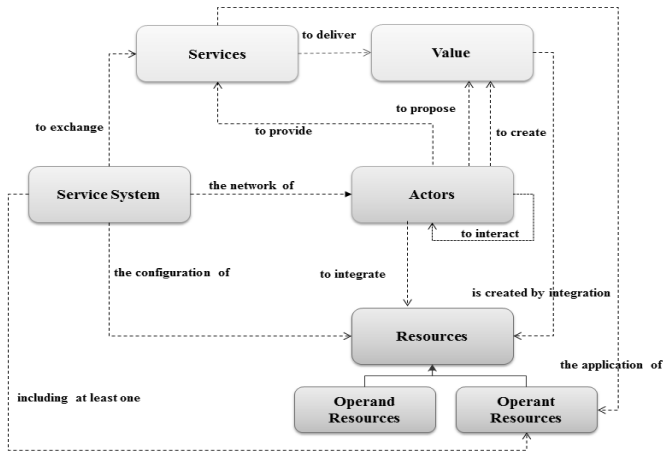 to deliver
Services
Value
to propose
to exchange
to provide
to create
Service System
the network of
Actors
to interact
the configuration of
to integrate
is created by integration
Resources
the application of
including at least one
Operand
Resources
Operant
Resources